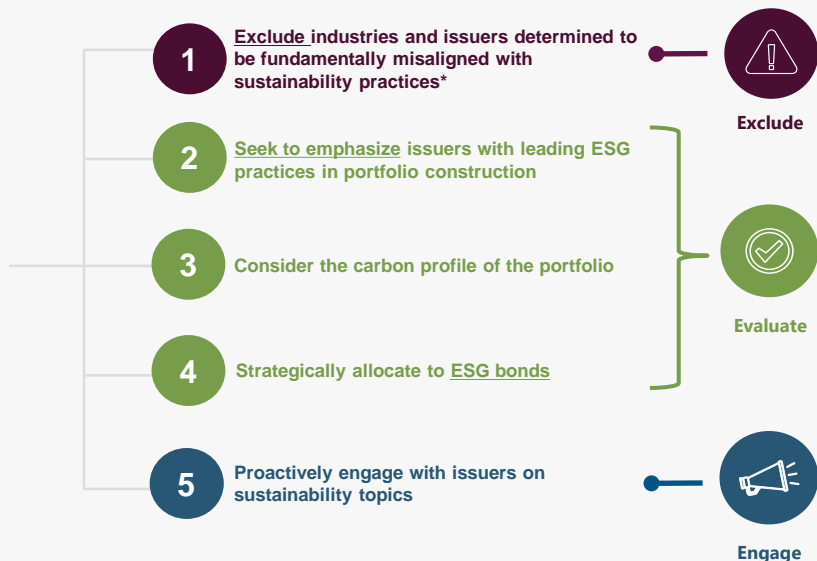 1
Exclude industries and issuers determined to
be fundamentally misaligned with
sustainability practices*
Exclude
2
Seek to emphasize issuers with leading ESG
practices in portfolio construction
3
Consider the carbon profile of the portfolio
Evaluate
4
Strategically allocate to ESG bonds
5
Proactively engage with issuers on
sustainability topics
Engage